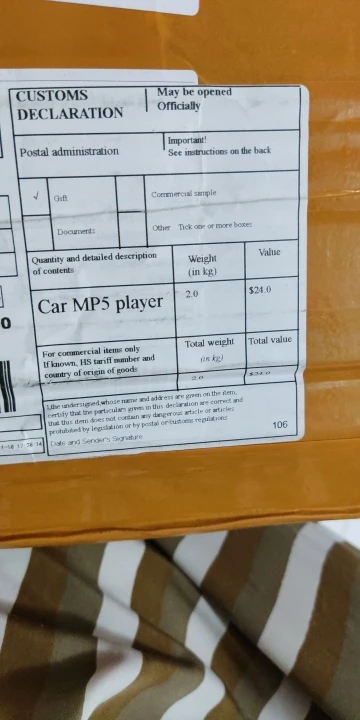 CUSTOMS
DECLARATION
May be opened
Officially
Postal administration
Important!
See instructions on the back
✓ Gift
Commercial sample
Documents
Other Tick one or more boxes
Quantity and detailed description
of contents
Weight
(in kg)
Value
Car MP5 player
2.0
$24.0
For commercial items only
If known, HS tariff number and
country of origin of goods
Total weight
(in kg)
Total value
2.0
$24.0
I,the undersigned,whose name and address are given on the item,
certify that the particulars given in this declaration are correct and
that this item does not contain any dangerous article or articles
prohibited by legislation or by postal or customs regulations
Date and Sender's Signature
106
0